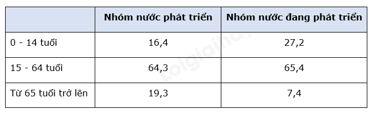 Nhóm nước phát triển Nhóm nước đang phát triển
0 - 14 tuổi 16,4 27,2
15 - 64 tuổi 64,3 65,4
Từ 65 tuổi trở lên 19,3 7,4